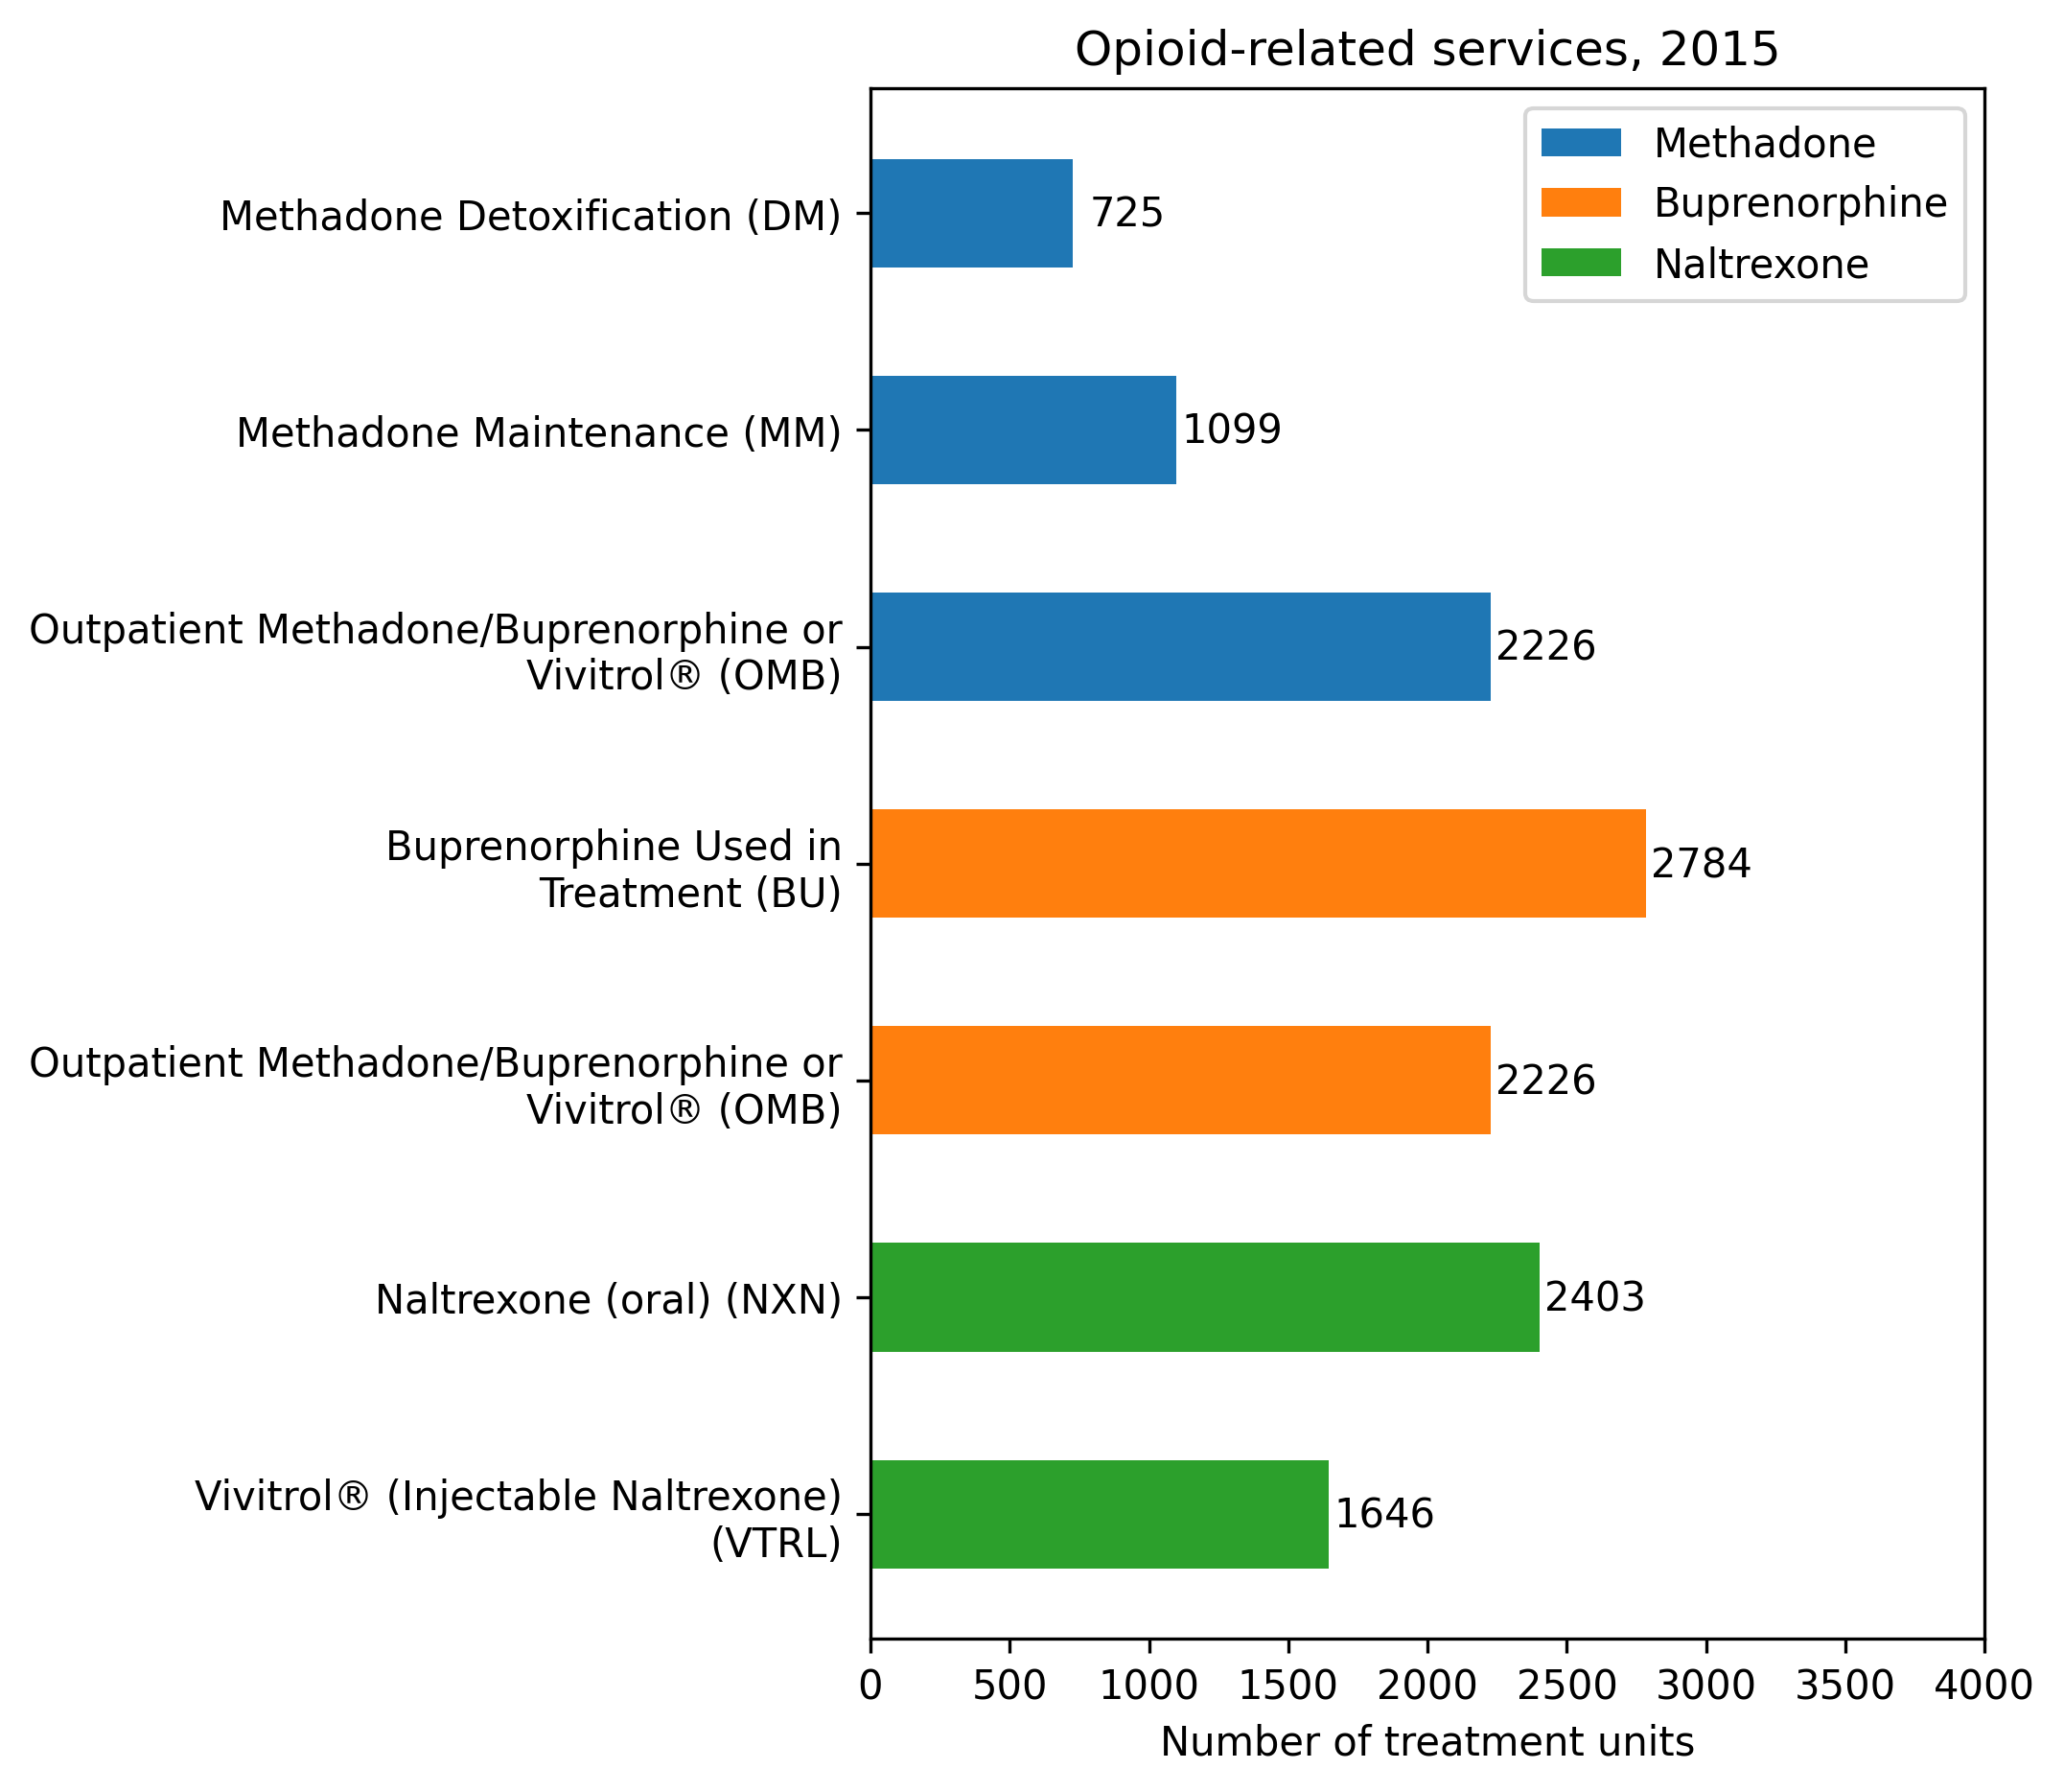 Opioid-related services, 2015
Methadone
Buprenorphine
Naltrexone
Methadone Detoxification (DM)
725
Methadone Maintenance (MM)
1099
Outpatient Methadone/Buprenorphine or
Vivitrol® (OMB)
2226
Buprenorphine Used in
Treatment (BU)
2784
Outpatient Methadone/Buprenorphine or
Vivitrol® (OMB)
2226
Naltrexone (oral) (NXN)
2403
Vivitrol® (Injectable Naltrexone)
(VTRL)
1646
0 500 1000 1500 2000 2500 3000 3500 4000
Number of treatment units